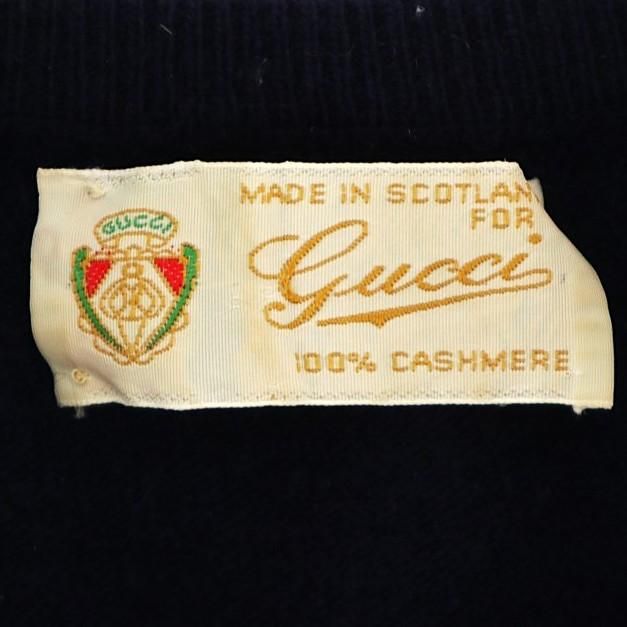 GUCCI
MADE IN SCOTLAN
FOR
Gucci
100% CASHMERE